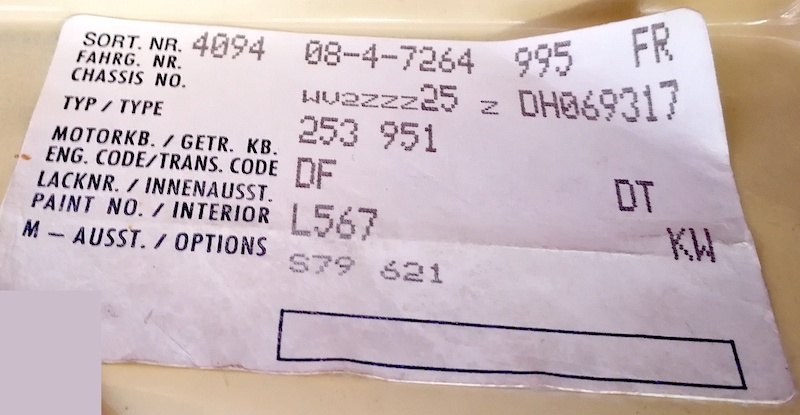 SORT. NR. 4094 08-4-7264 995 FR
FAHRG. NR.
CHASSIS NO. WV2ZZZ25 Z DH069317
TYP / TYPE 253 951
MOTORKB. / GETR. KB. DF DT
ENG. CODE/TRANS. CODE
LACKNR. / INNENAUSST. L567 KW
PAINT NO. / INTERIOR
M – AUSST. / OPTIONS S79 621